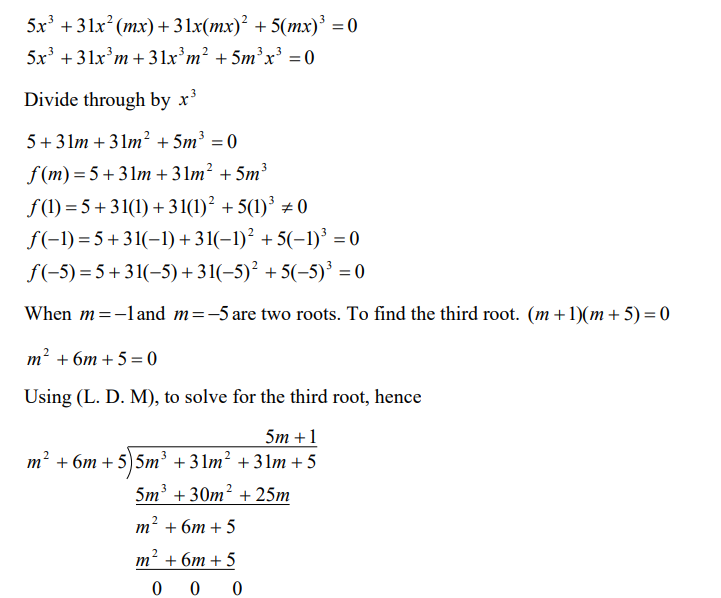 5x³ + 31x²(mx) + 31x(mx)² + 5(mx)³ = 0
5x³ + 31x³m + 31x³m² + 5m³x³ = 0
Divide through by x³
5 + 31m + 31m² + 5m³ = 0
f(m) = 5 + 31m + 31m² + 5m³
f(1) = 5 + 31(1) + 31(1)² + 5(1)³ ≠ 0
f(−1) = 5 + 31(−1) + 31(−1)² + 5(−1)³ = 0
f(−5) = 5 + 31(−5) + 31(−5)² + 5(−5)³ = 0
When m = −1 and m = −5 are two roots. To find the third root. (m + 1)(m + 5) = 0
m² + 6m + 5 = 0
Using (L. D. M), to solve for the third root, hence
5m + 1
m² + 6m + 5)5m³ + 31m² + 31m + 5
5m³ + 30m² + 25m
m² + 6m + 5
m² + 6m + 5
0 0 0